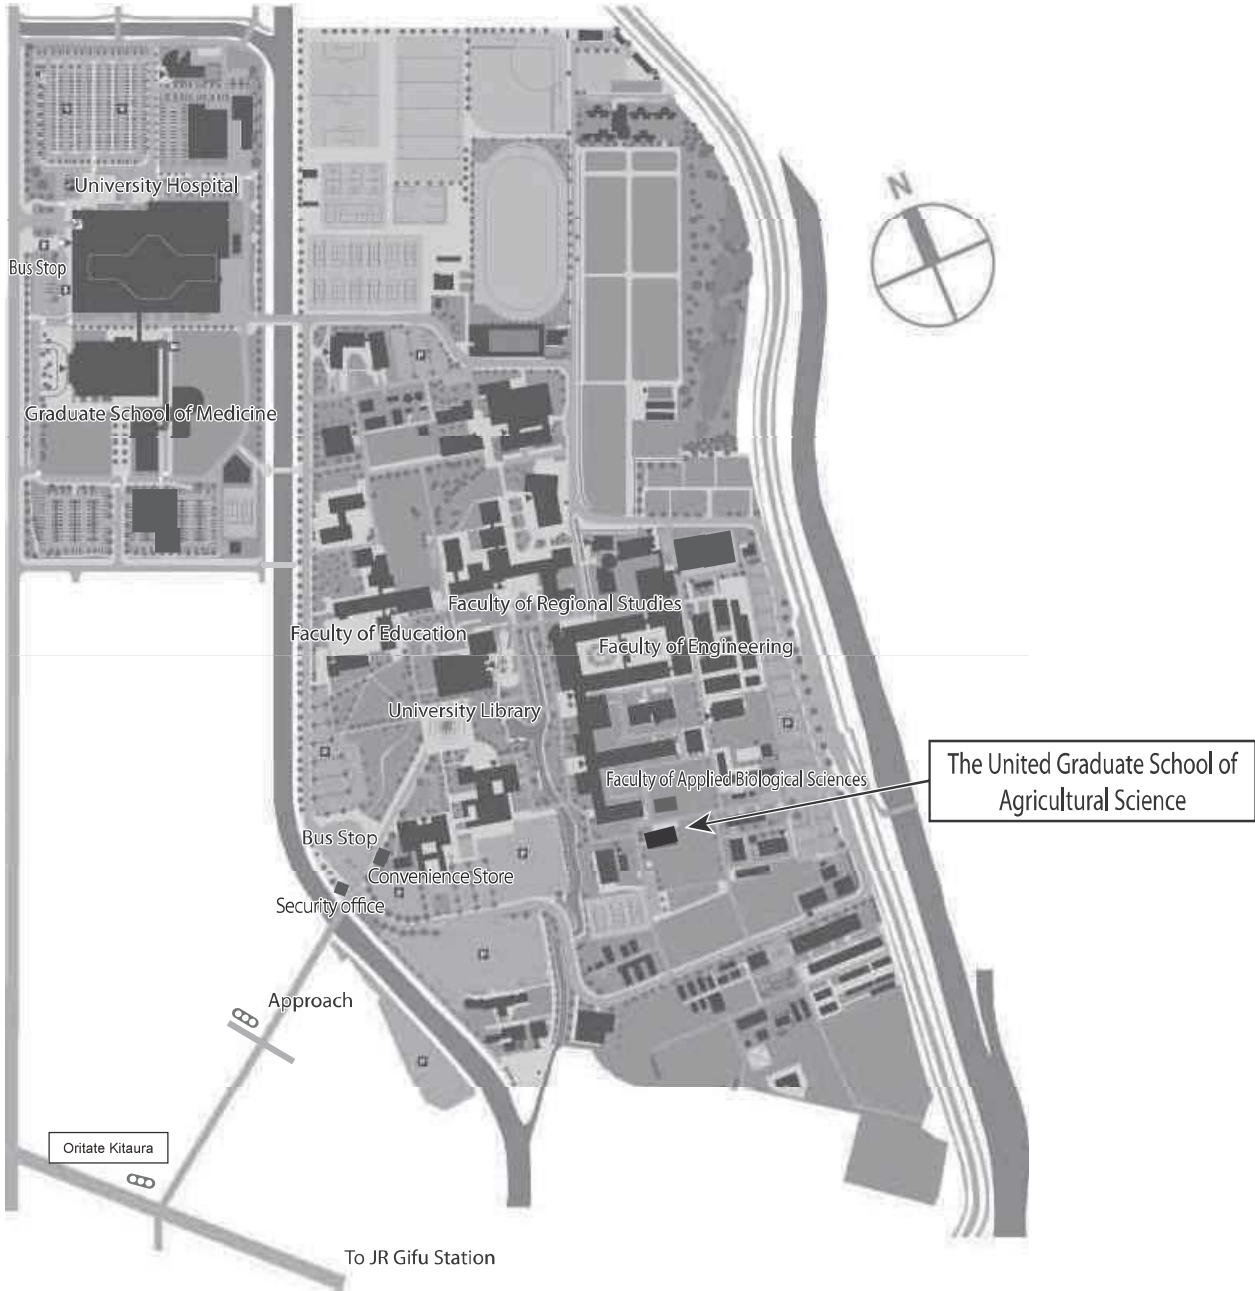 University Hospital
N
Bus Stop
Graduate School of Medicine
P
Faculty of Regional Studies
Faculty of Education
Faculty of Engineering
University Library
P
P
The United Graduate School of
Agricultural Science
Faculty of Applied Biological Sciences
Bus Stop
P
Convenience Store
P
Security office
P
Approach
P
Oritate Kitaura
To JR Gifu Station